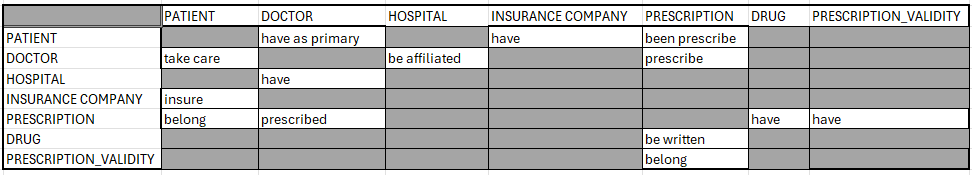 PATIENT DOCTOR HOSPITAL INSURANCE COMPANY PRESCRIPTION DRUG PRESCRIPTION_VALIDITY
PATIENT have as primary have been prescribe
DOCTOR take care be affiliated prescribe
HOSPITAL have
INSURANCE COMPANY insure
PRESCRIPTION belong prescribed have have
DRUG be written
PRESCRIPTION_VALIDITY belong